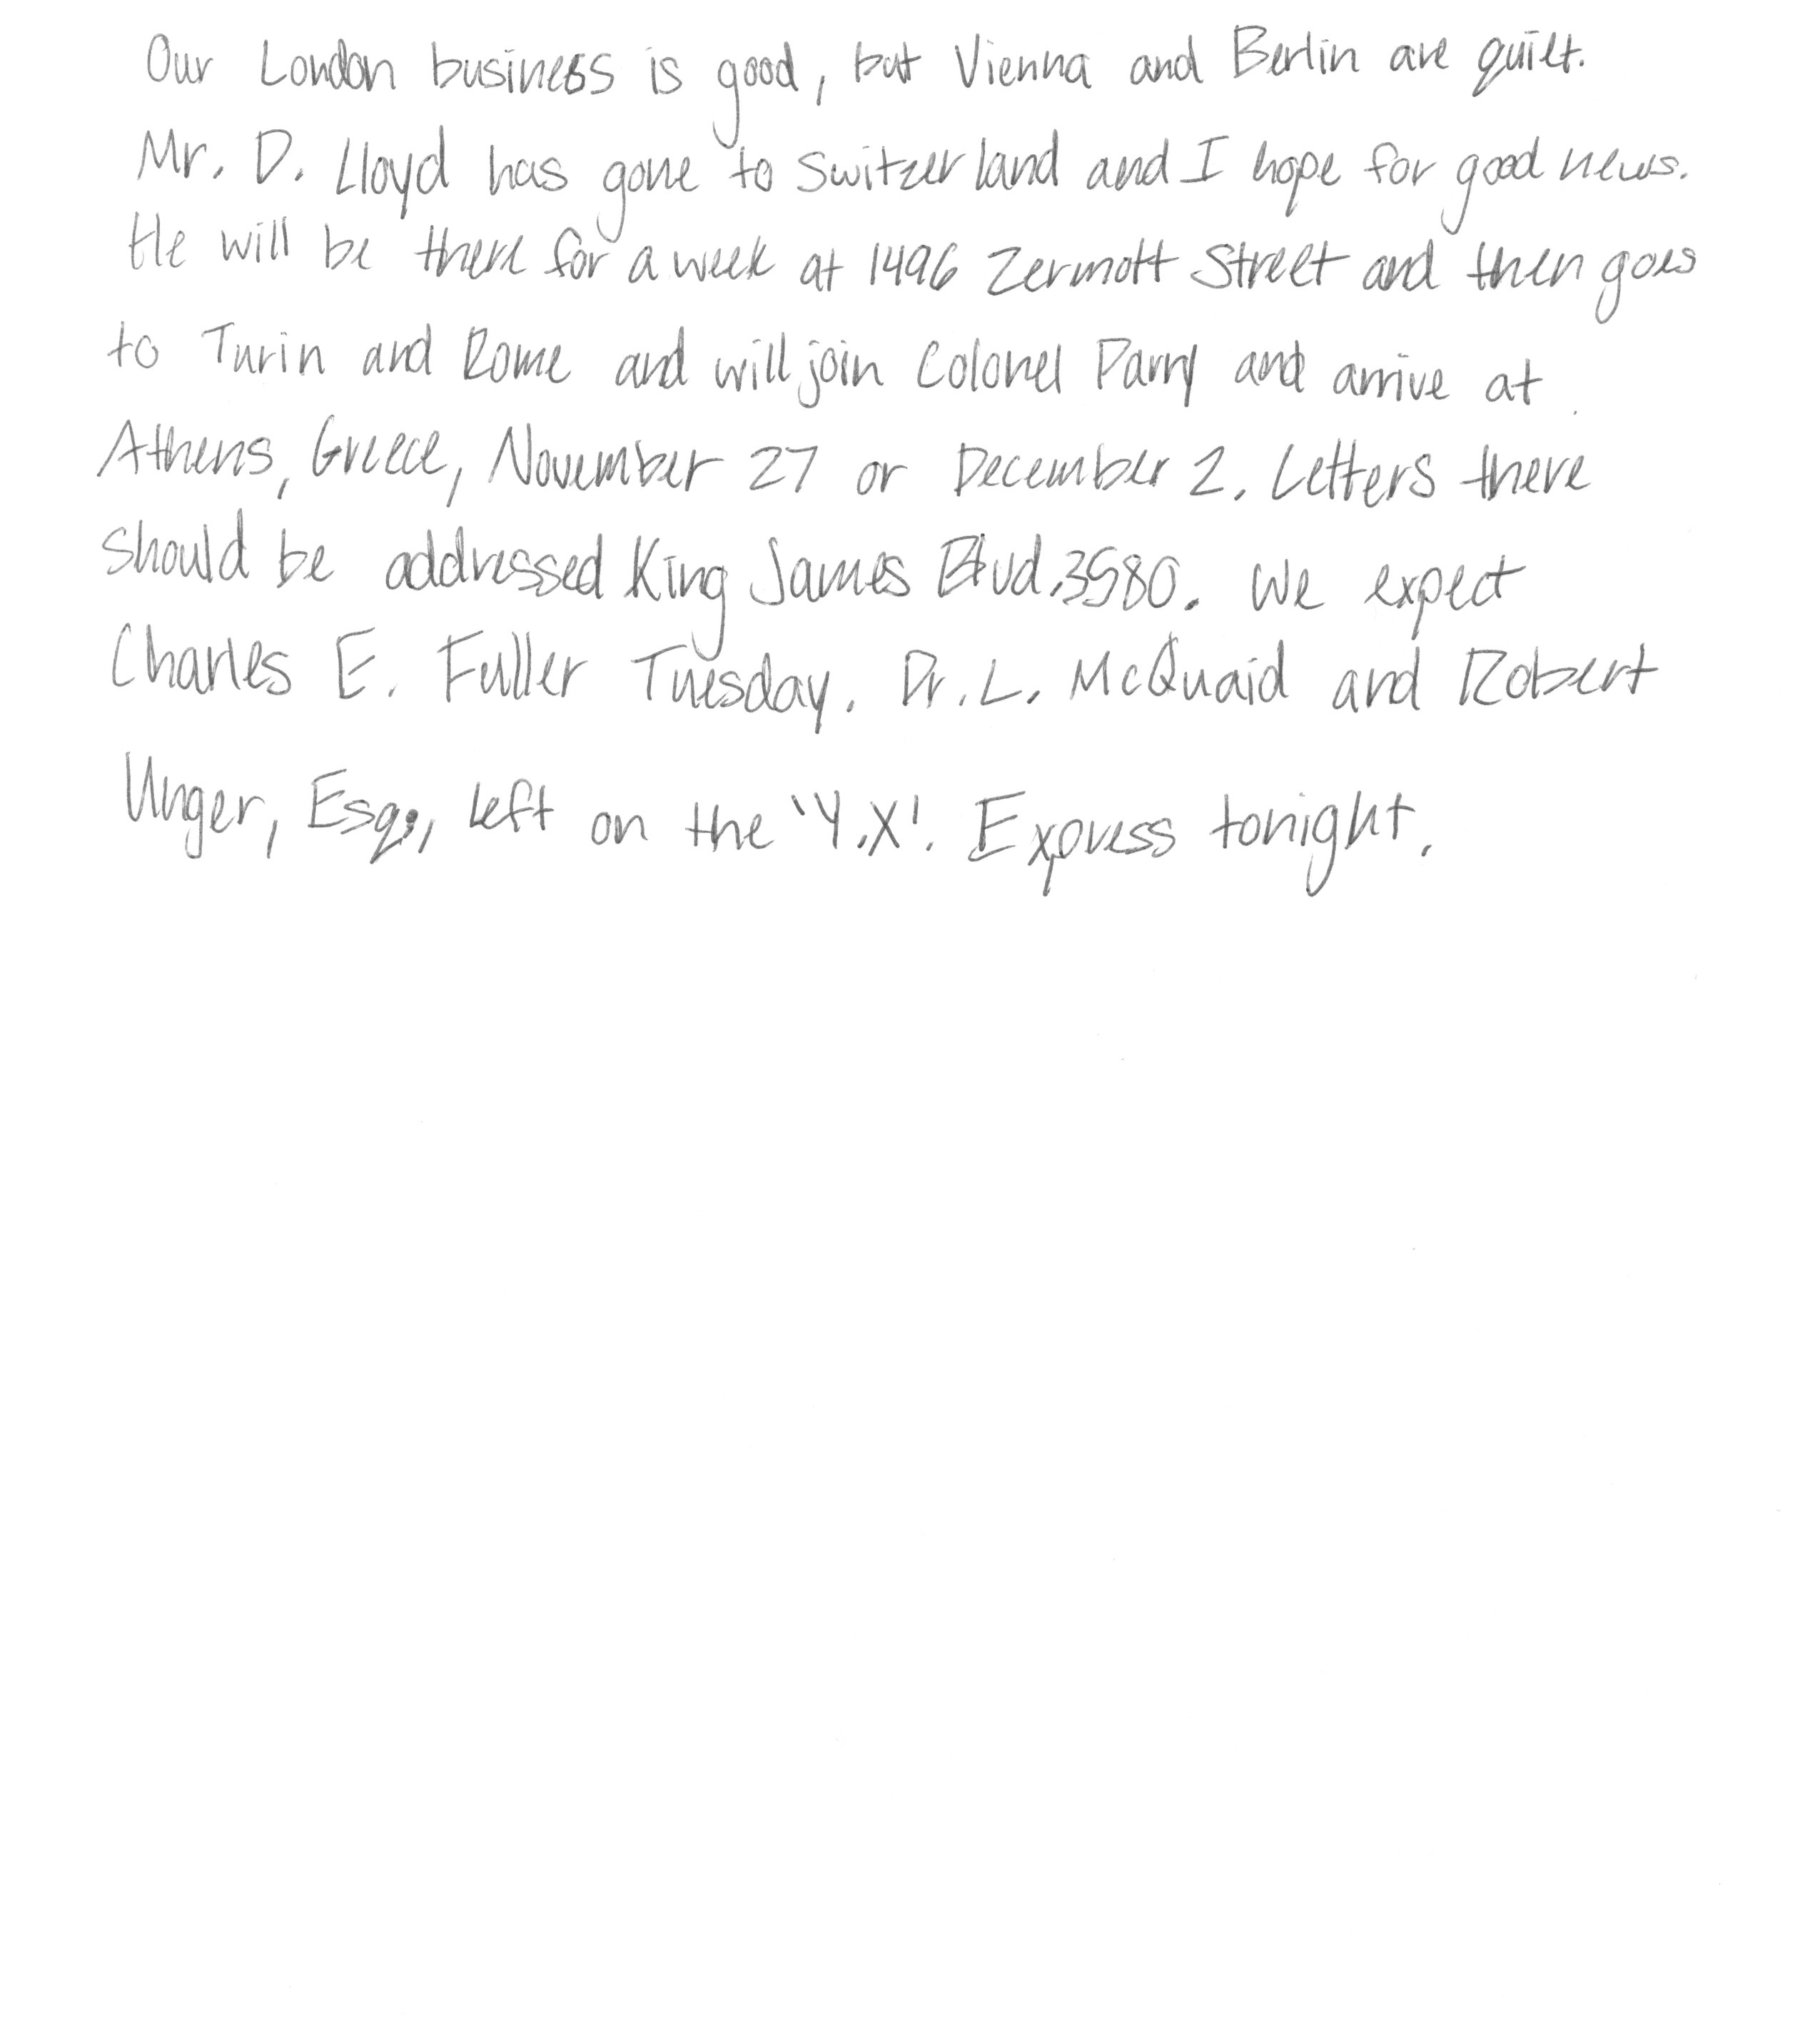 Our London business is good, but Vienna and Berlin are quiet.
Mr. D. Lloyd has gone to Switzerland and I hope for good news.
He will be there for a week at 1496 Zermott Street and then goes
to Turin and Rome and will join Colonel Parry and arrive at
Athens, Greece, November 27 or December 2. Letters there
should be addressed King James Blvd. 3580. We expect
Charles E. Fuller Tuesday. Dr. L. McQuaid and Robert
Unger, Esq., left on the 'Y.X'. Express tonight.